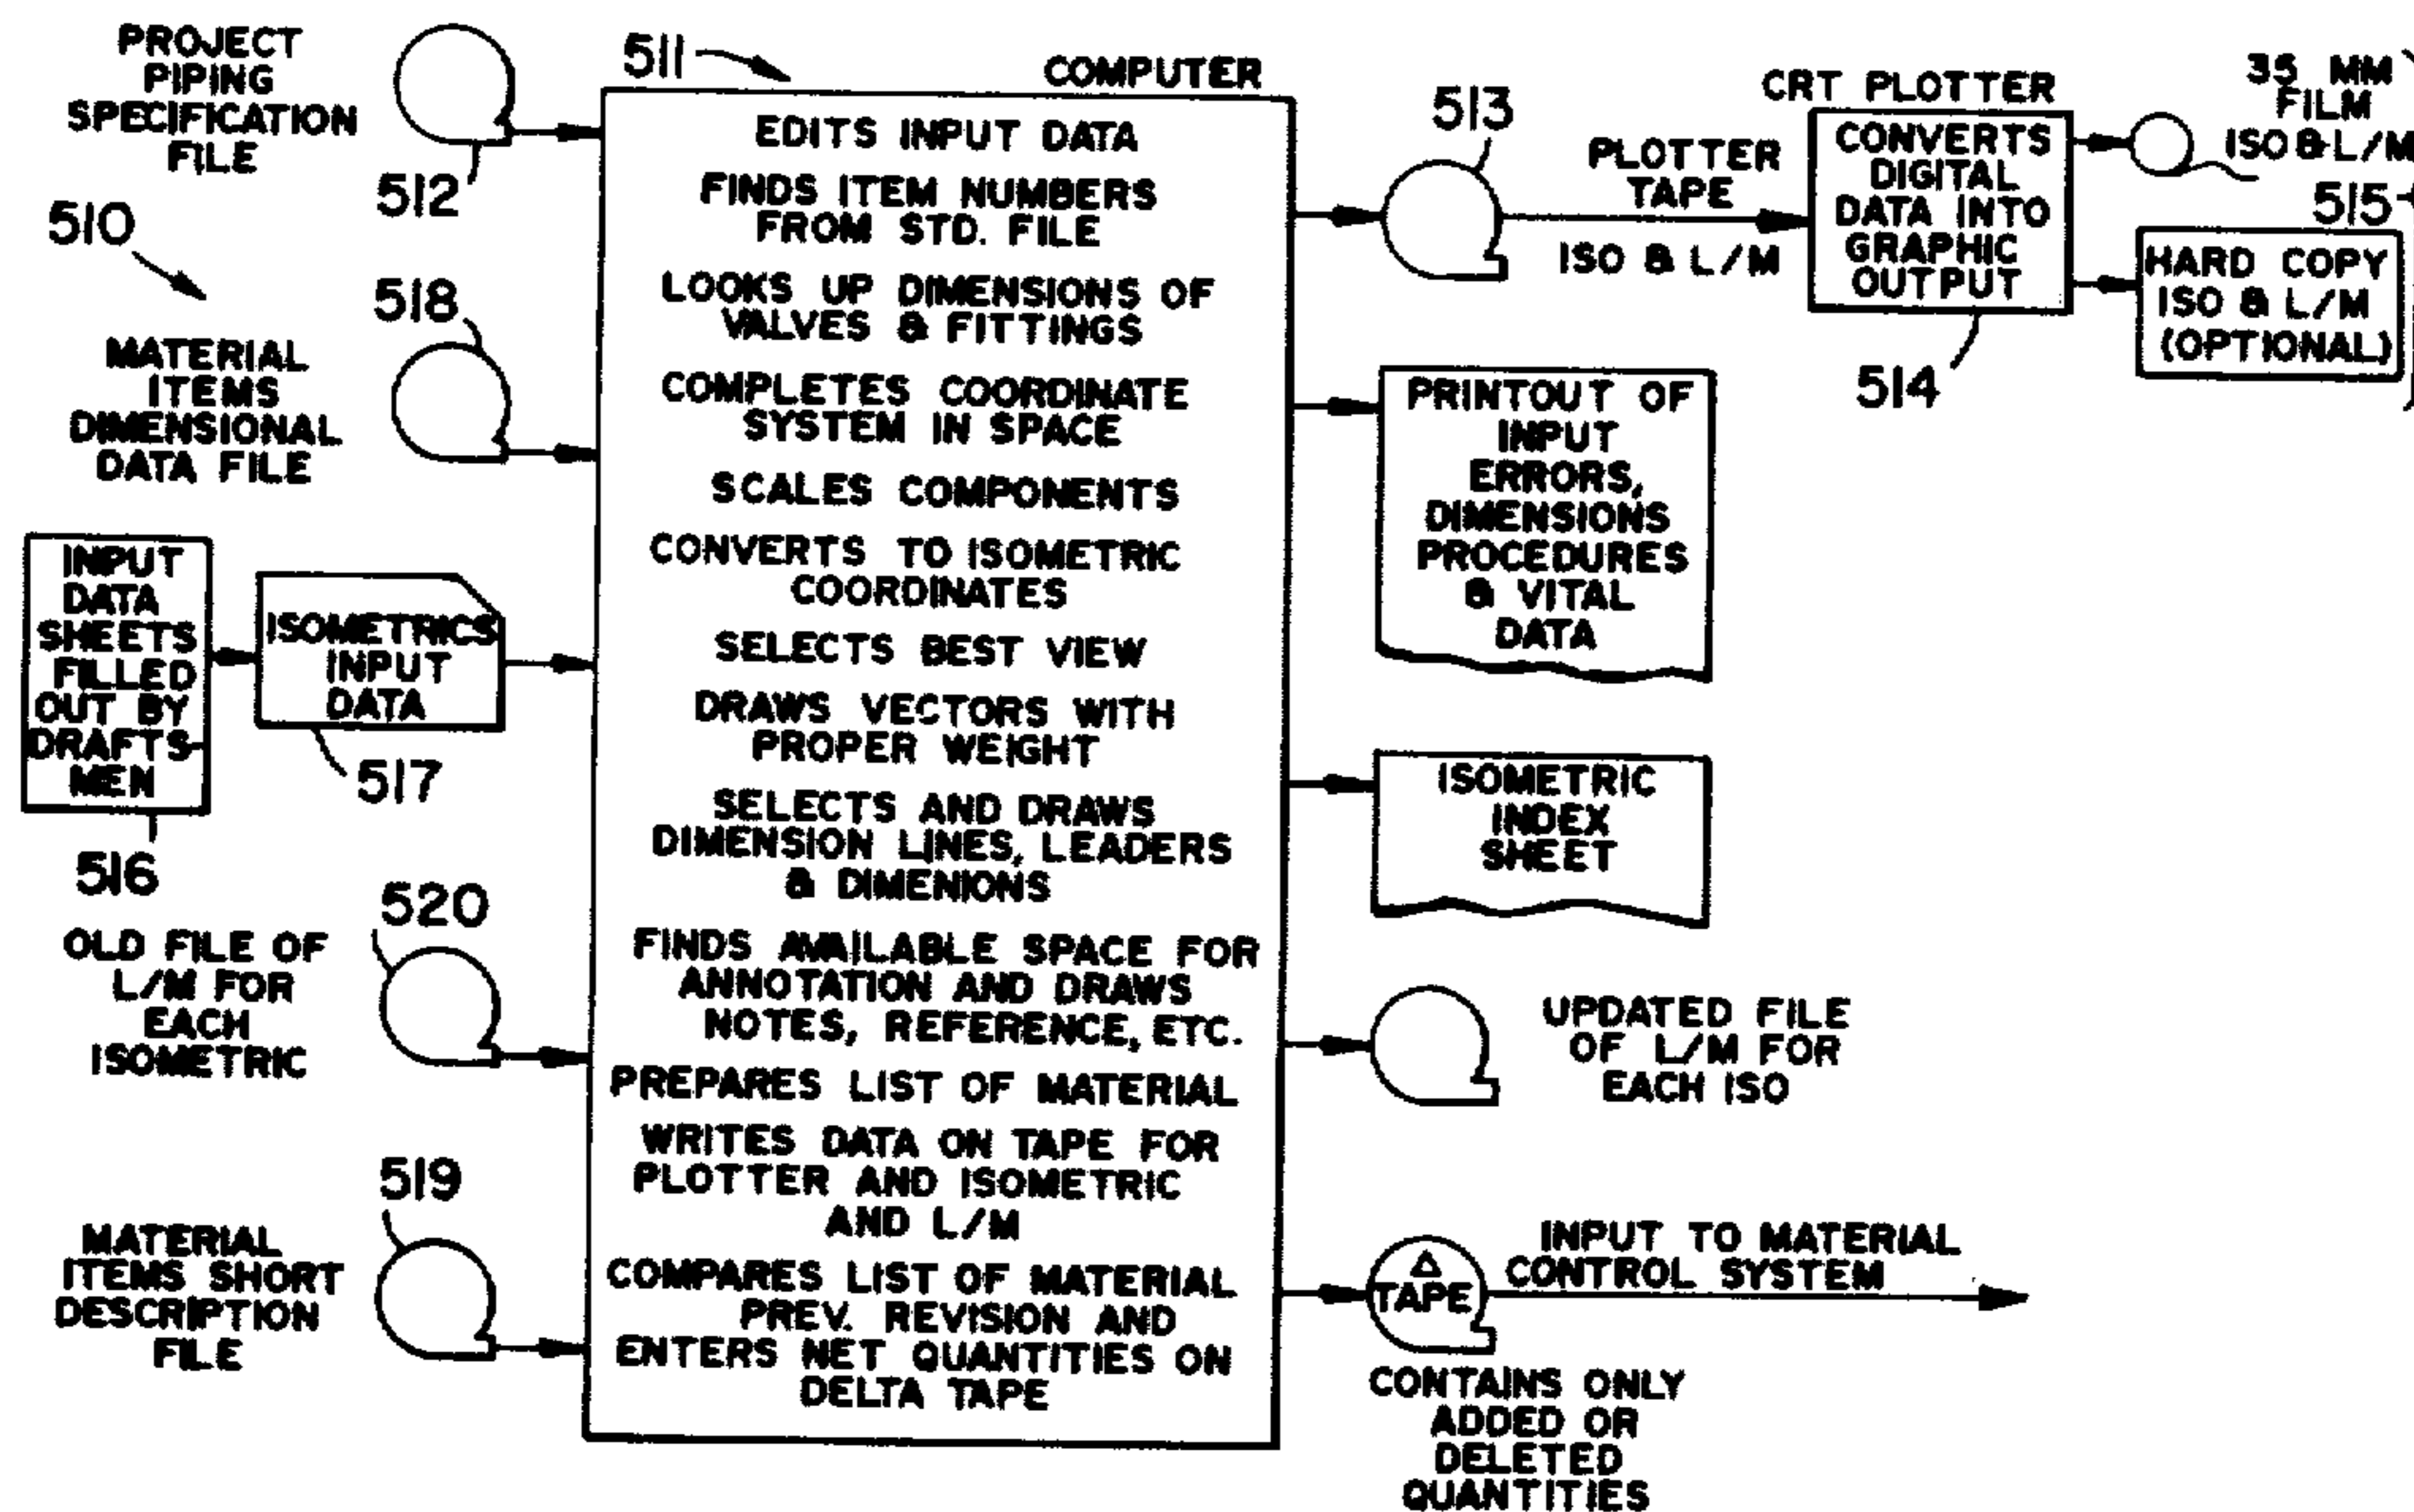 PROJECT
PIPING
SPECIFICATION
FILE
512
510
518
MATERIAL
ITEMS
DIMENSIONAL
DATA FILE
INPUT
DATA
SHEETS
FILLED
OUT BY
DRAFTS-
MEN
516
ISOMETRICS
INPUT
DATA
517
520
OLD FILE OF
L/M FOR
EACH
ISOMETRIC
519
MATERIAL
ITEMS SHORT
DESCRIPTION
FILE
511
COMPUTER
EDITS INPUT DATA
FINDS ITEM NUMBERS
FROM STD. FILE
LOOKS UP DIMENSIONS OF
VALVES & FITTINGS
COMPLETES COORDINATE
SYSTEM IN SPACE
SCALES COMPONENTS
CONVERTS TO ISOMETRIC
COORDINATES
SELECTS BEST VIEW
DRAWS VECTORS WITH
PROPER WEIGHT
SELECTS AND DRAWS
DIMENSION LINES, LEADERS
& DIMENIONS
FINDS AVAILABLE SPACE FOR
ANNOTATION AND DRAWS
NOTES, REFERENCE, ETC.
PREPARES LIST OF MATERIAL
WRITES DATA ON TAPE FOR
PLOTTER AND ISOMETRIC
AND L/M
COMPARES LIST OF MATERIAL
PREV. REVISION AND
ENTERS NET QUANTITIES ON
DELTA TAPE
513
PLOTTER
TAPE
ISO & L/M
CRT PLOTTER
CONVERTS
DIGITAL
DATA INTO
GRAPHIC
OUTPUT
514
35 MM
FILM
ISO & L/M
515
HARD COPY
ISO & L/M
(OPTIONAL)
PRINTOUT OF
INPUT
ERRORS,
DIMENSIONS
PROCEDURES
& VITAL
DATA
ISOMETRIC
INDEX
SHEET
UPDATED FILE
OF L/M FOR
EACH ISO
Δ
TAPE
INPUT TO MATERIAL
CONTROL SYSTEM
CONTAINS ONLY
ADDED OR
DELETED
QUANTITIES